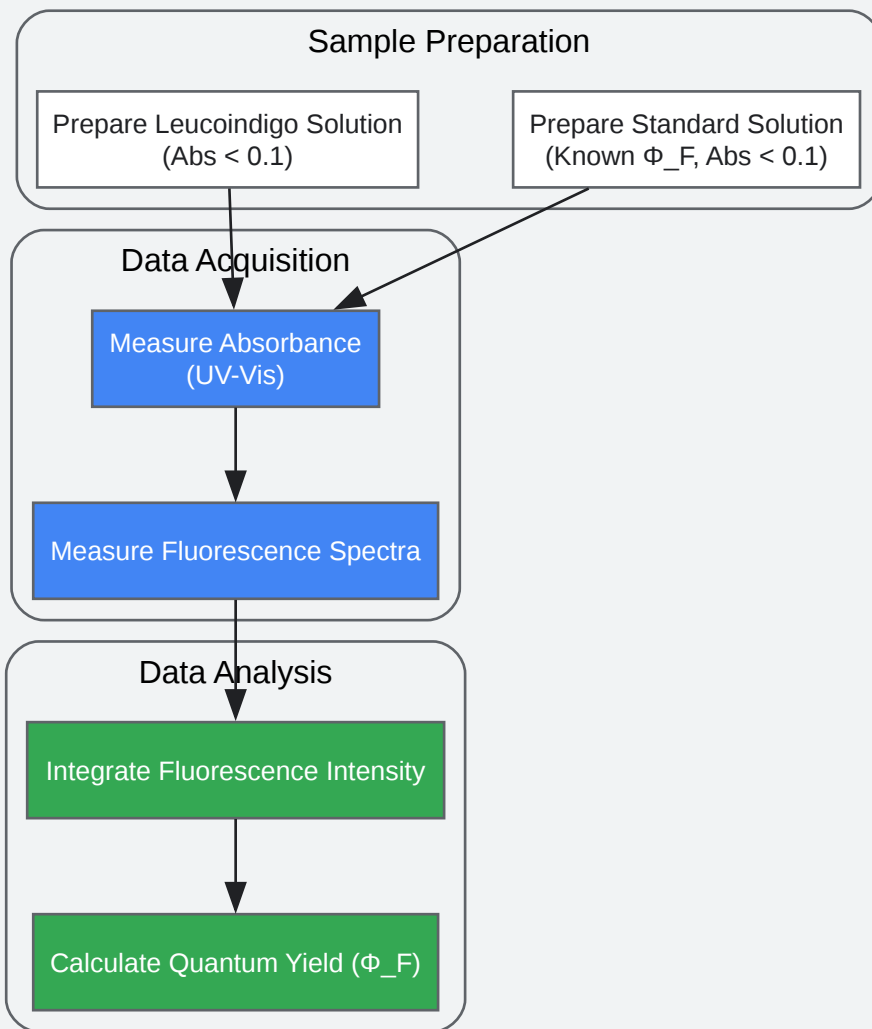 Sample Preparation
Prepare Leucoindigo Solution
(Abs < 0.1)
Prepare Standard Solution
(Known Φ_F, Abs < 0.1)
Data Acquisition
Measure Absorbance
(UV-Vis)
Measure Fluorescence Spectra
Data Analysis
Integrate Fluorescence Intensity
Calculate Quantum Yield (Φ_F)